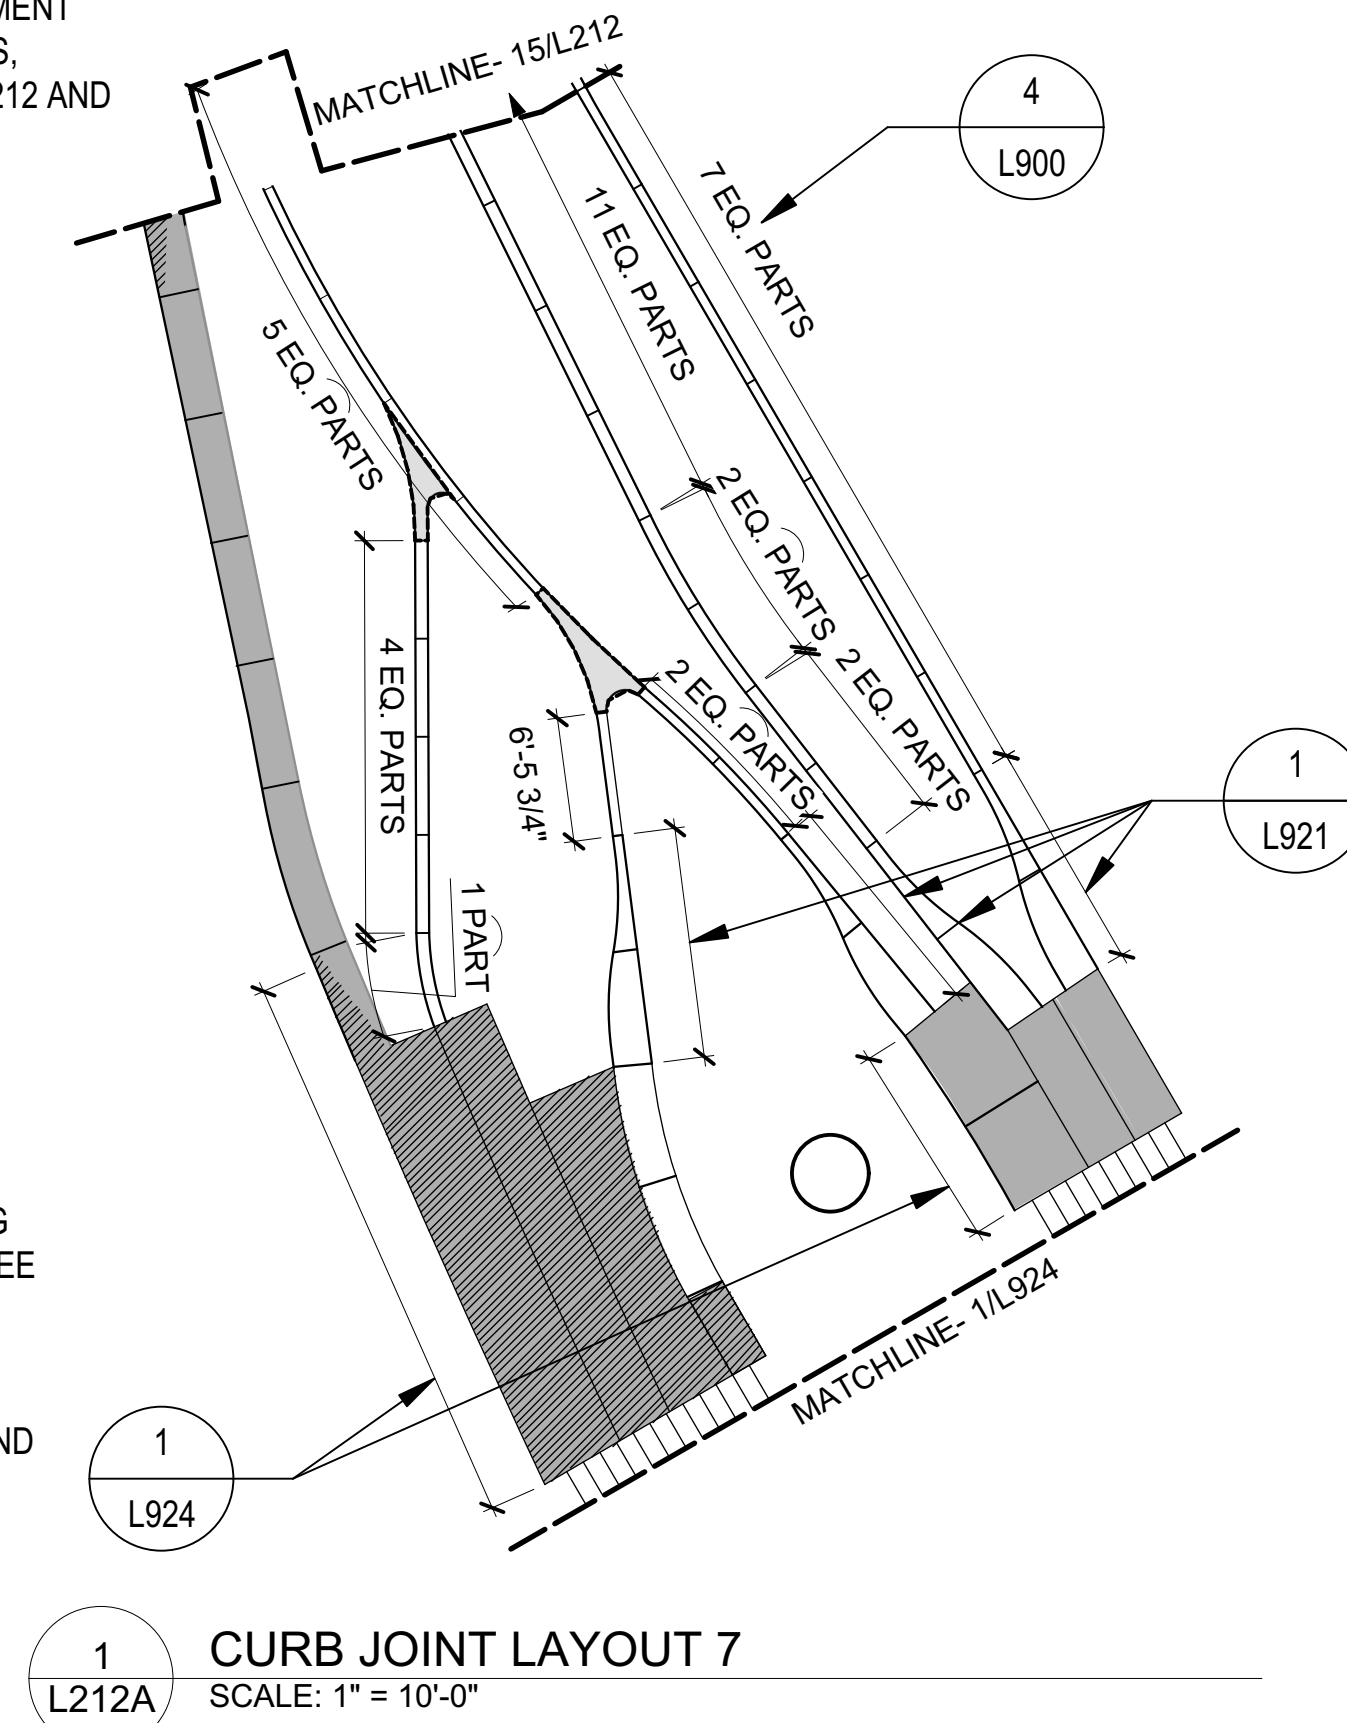 MENT
S,
212 AND
MATCHLINE- 15/L212
4
L900
7 EQ. PARTS
11 EQ. PARTS
5 EQ. PARTS
2 EQ. PARTS
2 EQ. PARTS
2 EQ. PARTS
4 EQ. PARTS
6'-5 3/4"
1
L921
1 PART
G
EE
MATCHLINE- 1/L924
ND
1
L924
1
L212A
CURB JOINT LAYOUT 7
SCALE: 1" = 10'-0"